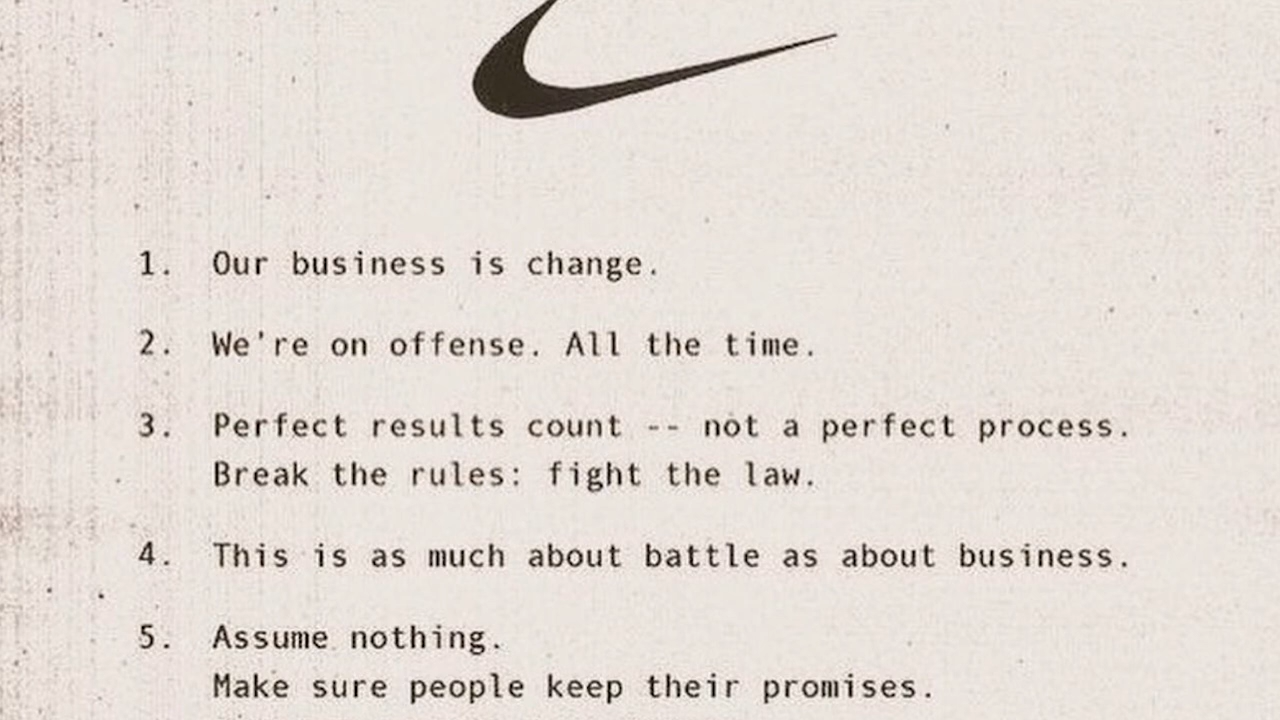 1. Our business is change.
2. We're on offense. All the time.
3. Perfect results count -- not a perfect process.
Break the rules: fight the law.
4. This is as much about battle as about business.
5. Assume nothing.
Make sure people keep their promises.